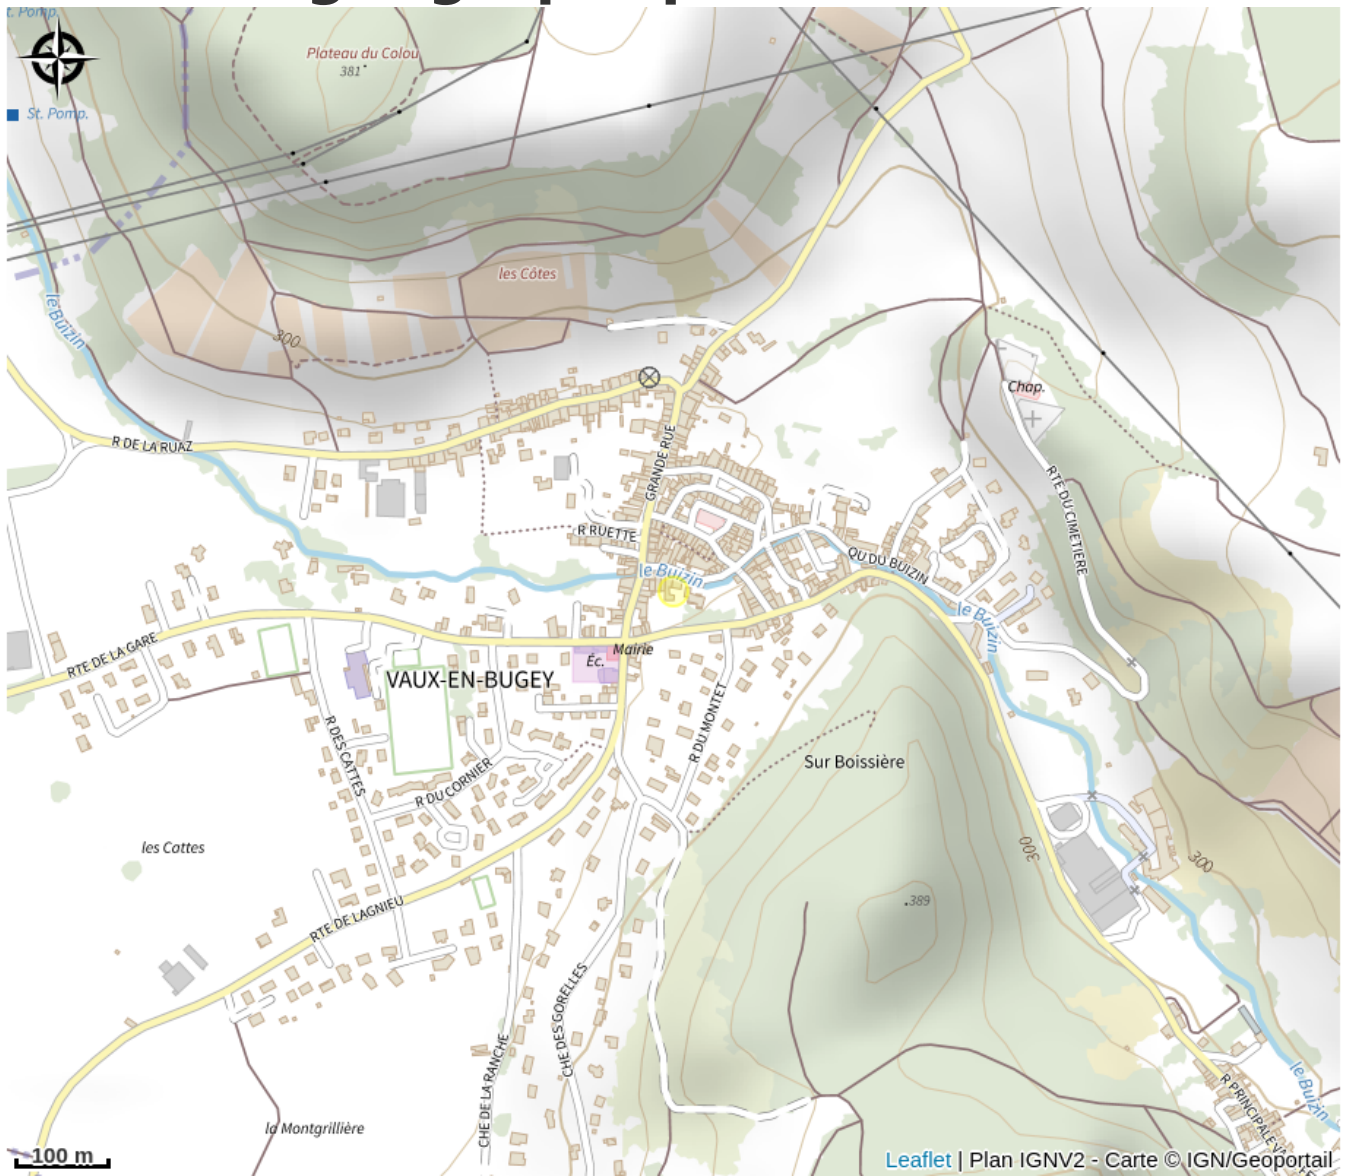 t. Pomp.
Plateau du Colou
381
St. Pomp.
les Côtes
le Buizin
300
Chap.
R DE LA RUAZ
GRANDE RUE
RTE DU CIMETIERE
R RUETTE
QU DU BUIZIN
le Buizin
le Buizin
RTE DE LA GARE
Mairie
Éc.
VAUX-EN-BUGEY
R DU MONTET
R DES CATTES
Sur Boissière
R DU CORNIER
les Cattes
300
300
389
RTE DE LAGNIEU
CHE DES GORELLES
CHE DE LA RANCHE
le Buizin
R PRINCIPALE
la Montgrillière
100 m
Leaflet | Plan IGNV2 - Carte © IGN/Geoportail